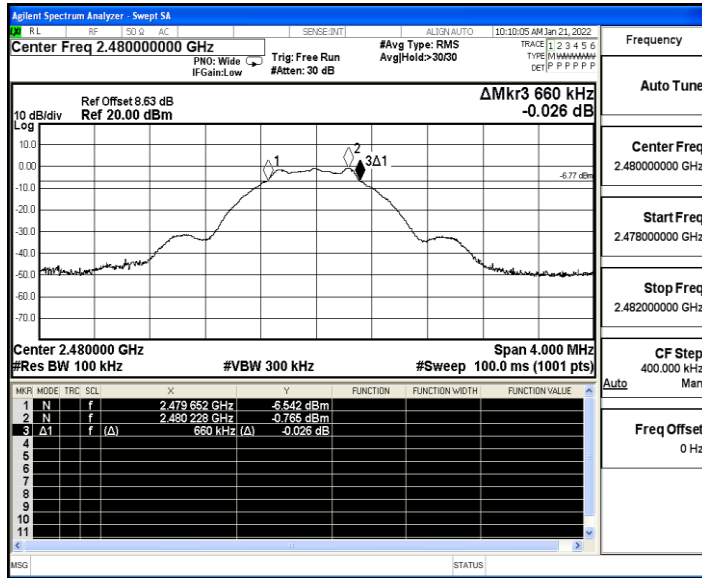 Agilent Spectrum Analyzer - Swept SA
RL RF 50 Ω AC SENSE:INT ALIGN AUTO 10:10:05 AM Jan 21, 2022
Center Freq 2.480000000 GHz
#Avg Type: RMS
TRACE 1 2 3 4 5 6
PNO: Wide Trig: Free Run Avg|Hold:>30/30
TYPE M W W W W W
IFGain:Low #Atten: 30 dB
DET P P P P P P
ΔMkr3 660 kHz
-0.026 dB
Ref Offset 8.63 dB
10 dB/div Ref 20.00 dBm
Log
10.0
0.00
-10.0
-20.0
-30.0
-40.0
-50.0
-60.0
-70.0
1
2
3Δ1
-6.77 dBm
Center 2.480000 GHz Span 4.000 MHz
#Res BW 100 kHz #VBW 300 kHz #Sweep 100.0 ms (1001 pts)
MKR MODE TRC SCL X Y FUNCTION FUNCTION WIDTH FUNCTION VALUE
1 N f 2.479 652 GHz -6.542 dBm
2 N f 2.480 228 GHz -0.765 dBm
3 Δ1 f (Δ) 660 kHz (Δ) -0.026 dB
4
5
6
7
8
9
10
11
MSG STATUS
Frequency
Auto Tune
Center Freq
2.480000000 GHz
Start Freq
2.478000000 GHz
Stop Freq
2.482000000 GHz
CF Step
400.000 kHz
Auto Man
Freq Offset
0 Hz